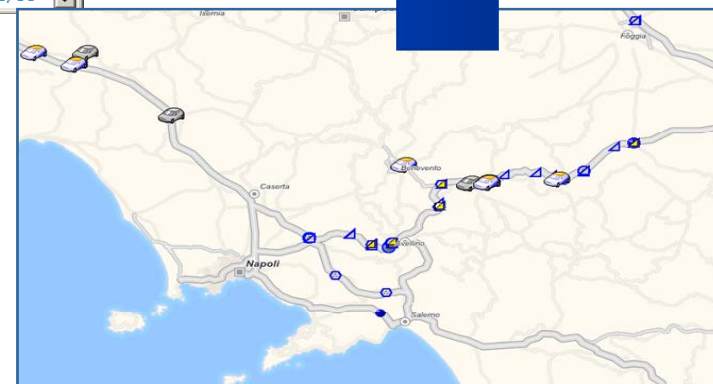 Isernia
Foggia
Benevento
Caserta
Avellino
Napoli
Salerno